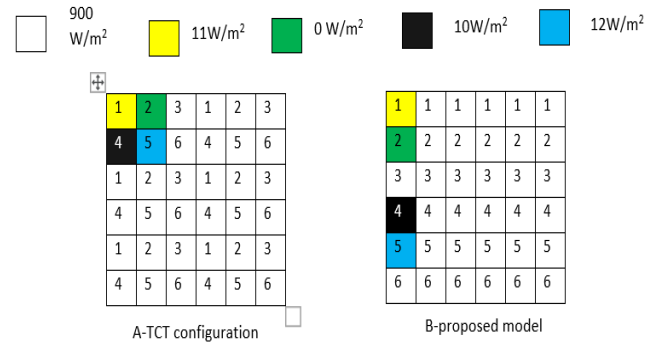 900
W/m²
11W/m²
0 W/m²
10W/m²
12W/m²
1 2 3 1 2 3
4 5 6 4 5 6
1 2 3 1 2 3
4 5 6 4 5 6
1 2 3 1 2 3
4 5 6 4 5 6
A-TCT configuration
1 1 1 1 1 1
2 2 2 2 2 2
3 3 3 3 3 3
4 4 4 4 4 4
5 5 5 5 5 5
6 6 6 6 6 6
B-proposed model